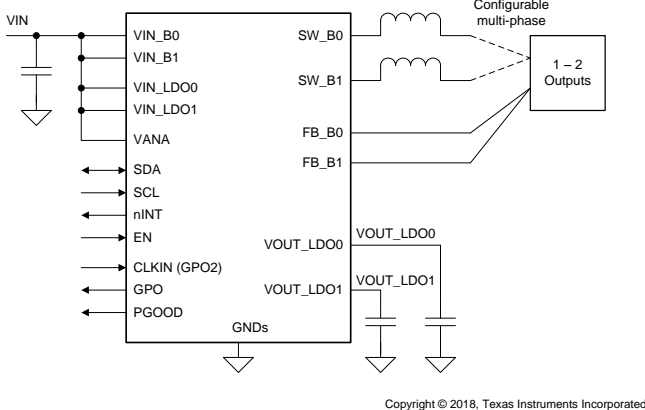 Configurable
multi-phase
VIN
VIN_B0
SW_B0
VIN_B1
1 – 2
Outputs
SW_B1
VIN_LDO0
VIN_LDO1
FB_B0
VANA
FB_B1
SDA
SCL
nINT
EN
VOUT_LDO0
VOUT_LDO0
CLKIN (GPO2)
GPO
VOUT_LDO1
VOUT_LDO1
PGOOD
GNDs
Copyright © 2018, Texas Instruments Incorporated